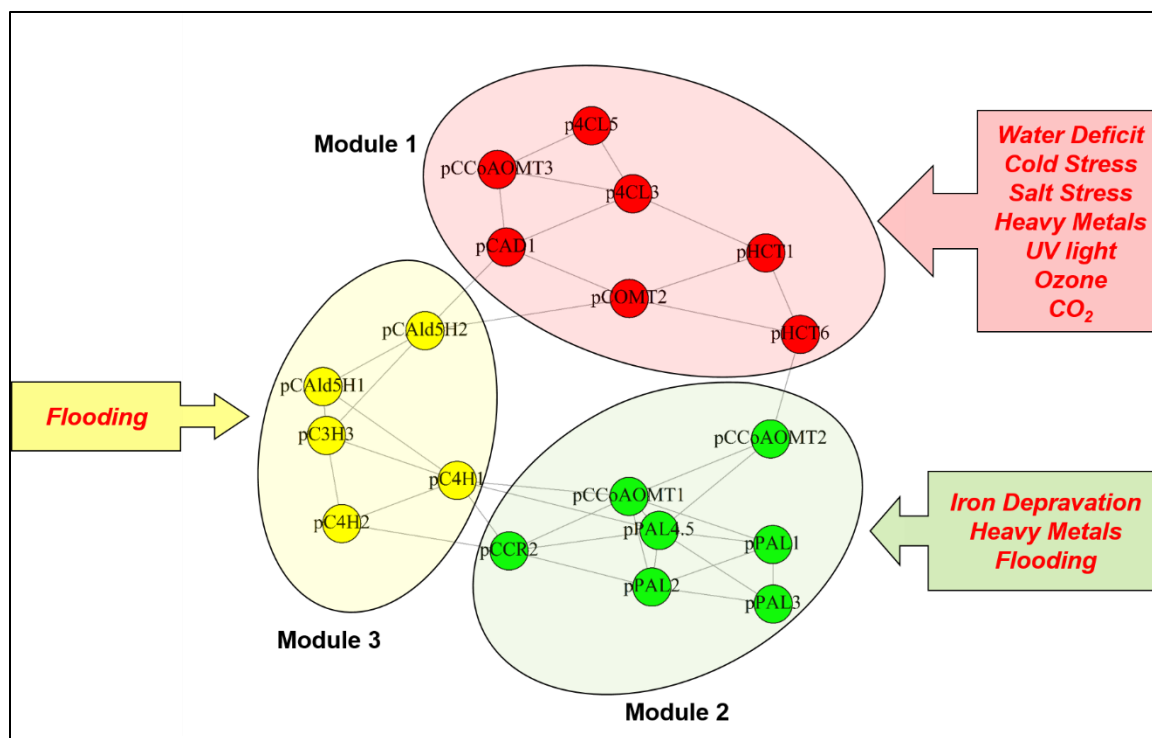 Module 1
p4CL5
pCCoAOMT3
p4CL3
pCAD1
pHCT1
pCOMT2
pHCT6
Water Deficit
Cold Stress
Salt Stress
Heavy Metals
UV light
Ozone
CO₂
pCAld5H2
pCAld5H1
pC3H3
pC4H1
pC4H2
Flooding
Module 3
pCCoAOMT2
pCCoAOMT1
pPAL4.5
pPAL1
pCCR2
pPAL2
pPAL3
Iron Depravation
Heavy Metals
Flooding
Module 2